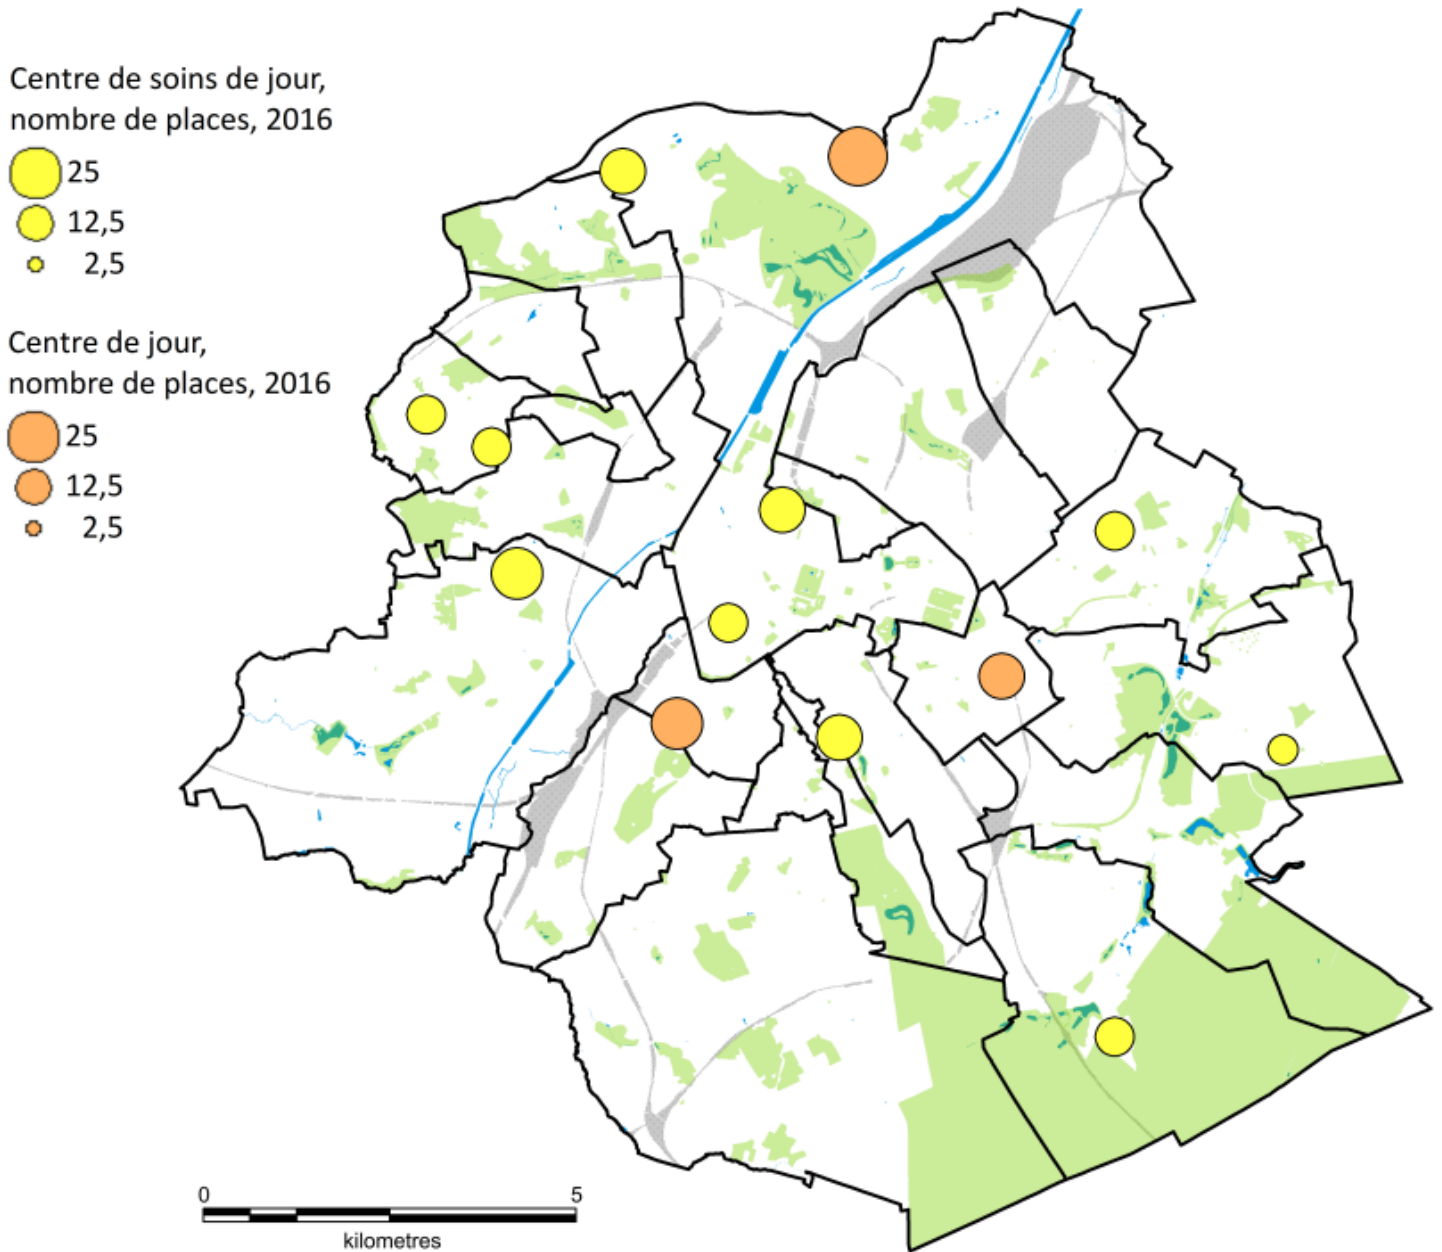 Centre de soins de jour,
nombre de places, 2016
25
12,5
2,5
Centre de jour,
nombre de places, 2016
25
12,5
2,5
0 5
kilometres